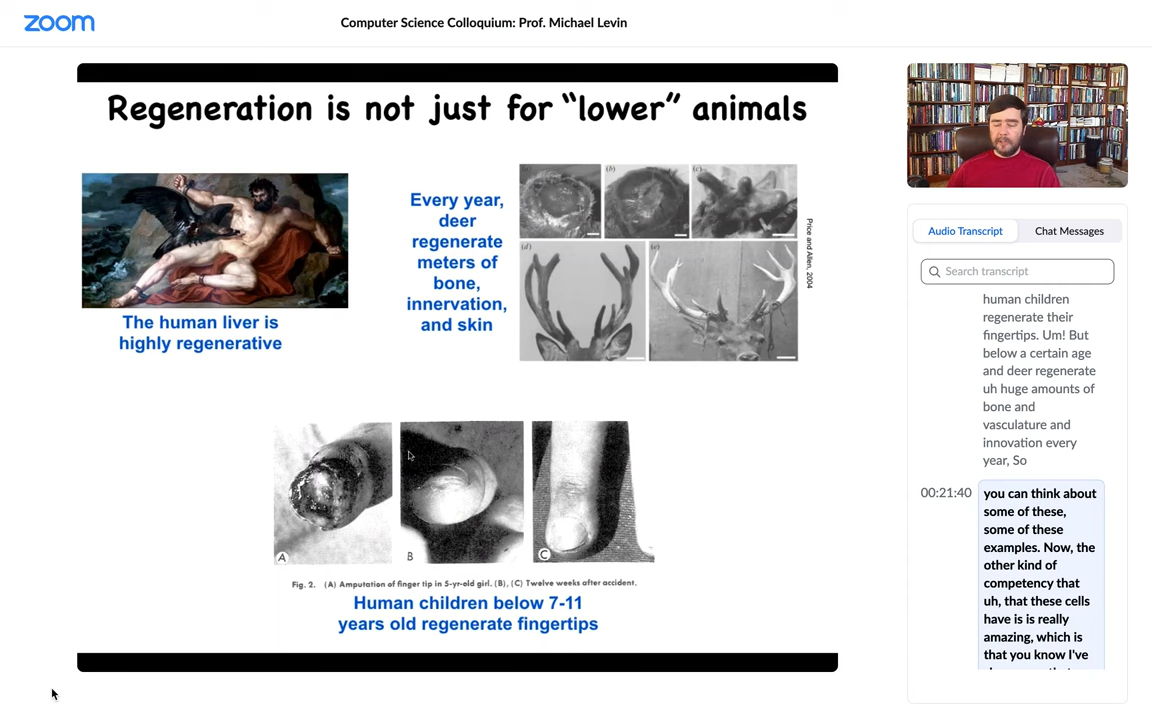 zoom
Computer Science Colloquium: Prof. Michael Levin
Regeneration is not just for “lower” animals
Every year,
deer
regenerate
meters of
bone,
innervation,
and skin
(b)
(c)
(d)
(e)
Price and Allen, 2004
The human liver is
highly regenerative
A
B
C
Fig. 2. (A) Amputation of finger tip in 5-yr-old girl. (B), (C) Twelve weeks after accident.
Human children below 7-11
years old regenerate fingertips
Audio Transcript
Chat Messages
Search transcript
human children
regenerate their
fingertips. Um! But
below a certain age
and deer regenerate
uh huge amounts of
bone and
vasculature and
innovation every
year, So
00:21:40
you can think about
some of these,
some of these
examples. Now, the
other kind of
competency that
uh, that these cells
have is is really
amazing, which is
that you know I've